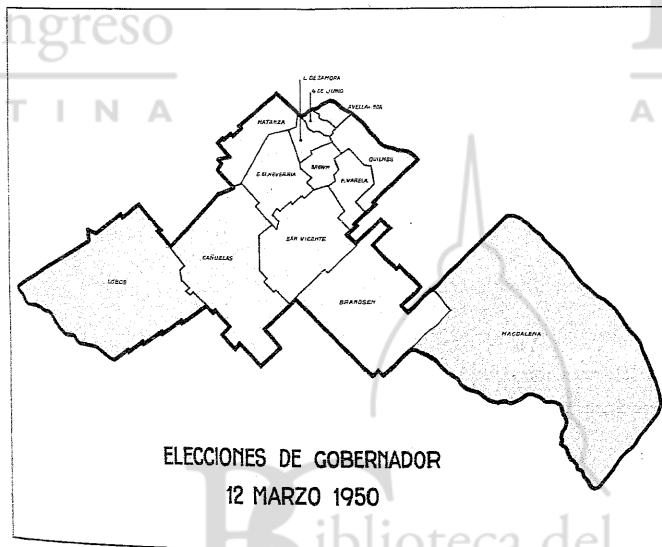 ngreso
T I N A
A
L. DE ZAMORA
4 DE JUNIO
AVELLANEDA
MATANZA
QUILMES
E. ECHEVERRIA
BROWN
F. VARELA
SAN VICENTE
CAÑUELAS
LOBOS
BRANDSEN
MAGDALENA
ELECCIONES DE GOBERNADOR
12 MARZO 1950
iblioteca del